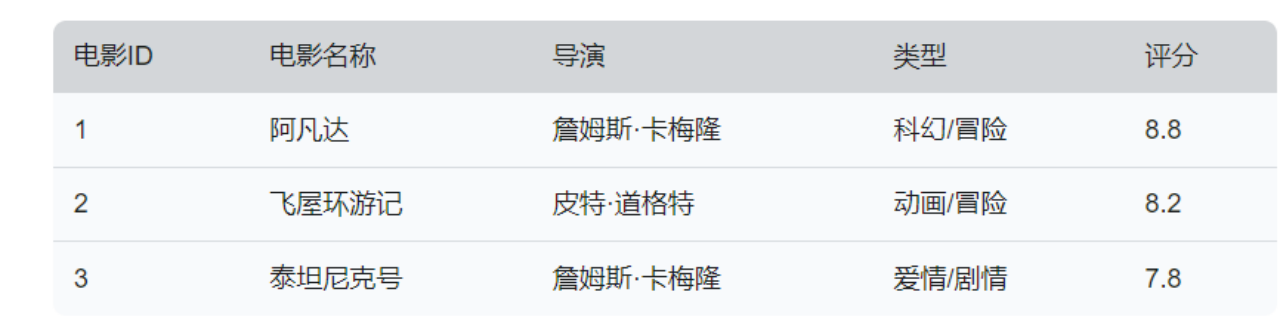 电影ID 电影名称 导演 类型 评分
1 阿凡达 詹姆斯·卡梅隆 科幻/冒险 8.8
2 飞屋环游记 皮特·道格特 动画/冒险 8.2
3 泰坦尼克号 詹姆斯·卡梅隆 爱情/剧情 7.8